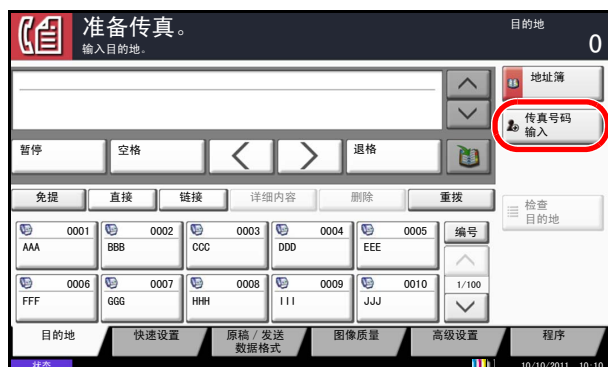 准备传真。
输入目的地。
目的地
0
地址簿
传真号码
输入
暂停
空格
退格
免提
直接
链接
详细内容
删除
重拨
检查
目的地
0001
AAA
0002
BBB
0003
CCC
0004
DDD
0005
EEE
编号
0006
FFF
0007
GGG
0008
HHH
0009
III
0010
JJJ
1/100
目的地
快速设置
原稿 / 发送
数据格式
图像质量
高级设置
程序
状态
10/10/2011 10:10